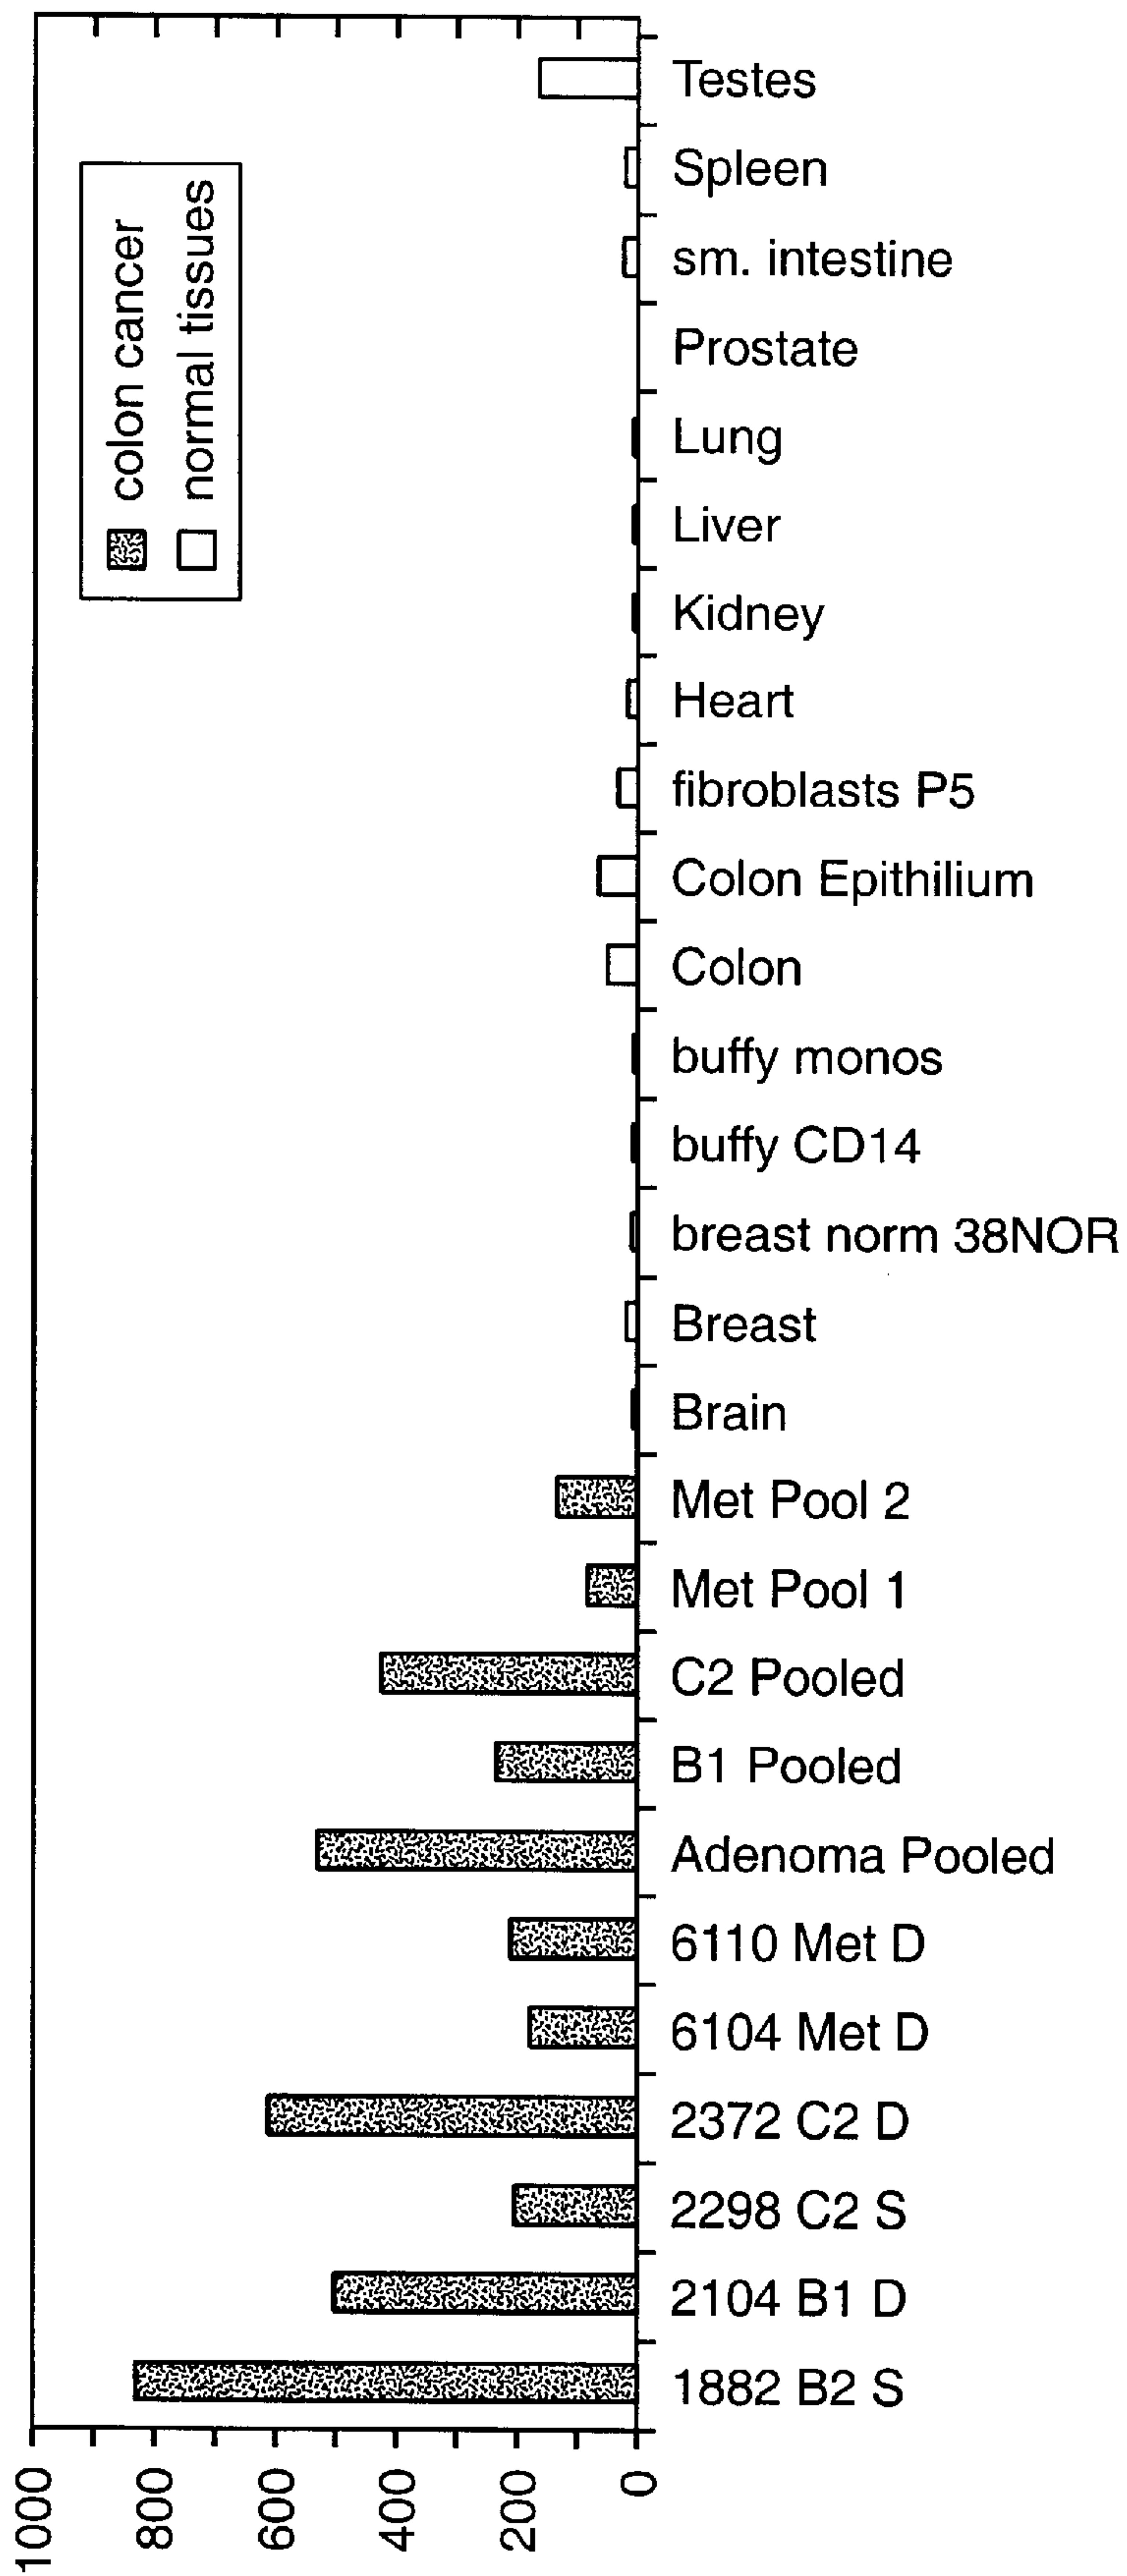 colon cancer
normal tissues
Testes
Spleen
sm. intestine
Prostate
Lung
Liver
Kidney
Heart
fibroblasts P5
Colon Epithilium
Colon
buffy monos
buffy CD14
breast norm 38NOR
Breast
Brain
Met Pool 2
Met Pool 1
C2 Pooled
B1 Pooled
Adenoma Pooled
6110 Met D
6104 Met D
2372 C2 D
2298 C2 S
2104 B1 D
1882 B2 S
1000
800
600
400
200
0